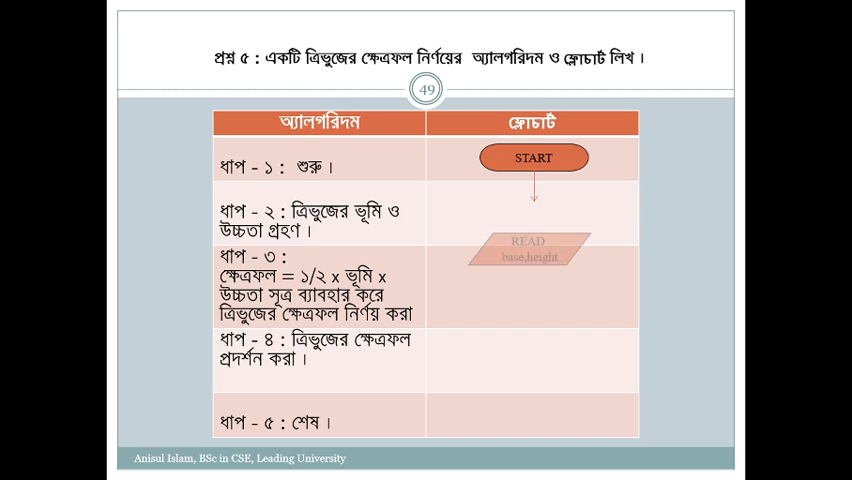 প্রশ্ন ৫ : একটি ত্রিভুজের ক্ষেত্রফল নির্ণয়ের অ্যালগরিদম ও ফ্লোচার্ট লিখ ।
49
অ্যালগরিদম
ফ্লোচার্ট
ধাপ - ১ : শুরু ।
START
ধাপ - ২ : ত্রিভুজের ভূমি ও
উচ্চতা গ্রহণ ।
READ
base,height
ধাপ - ৩ :
ক্ষেত্রফল = ১/২ x ভূমি x
উচ্চতা সূত্র ব্যাবহার করে
ত্রিভুজের ক্ষেত্রফল নির্ণয় করা
ধাপ - ৪ : ত্রিভুজের ক্ষেত্রফল
প্রদর্শন করা ।
ধাপ - ৫ : শেষ ।
Anisul Islam, BSc in CSE, Leading University